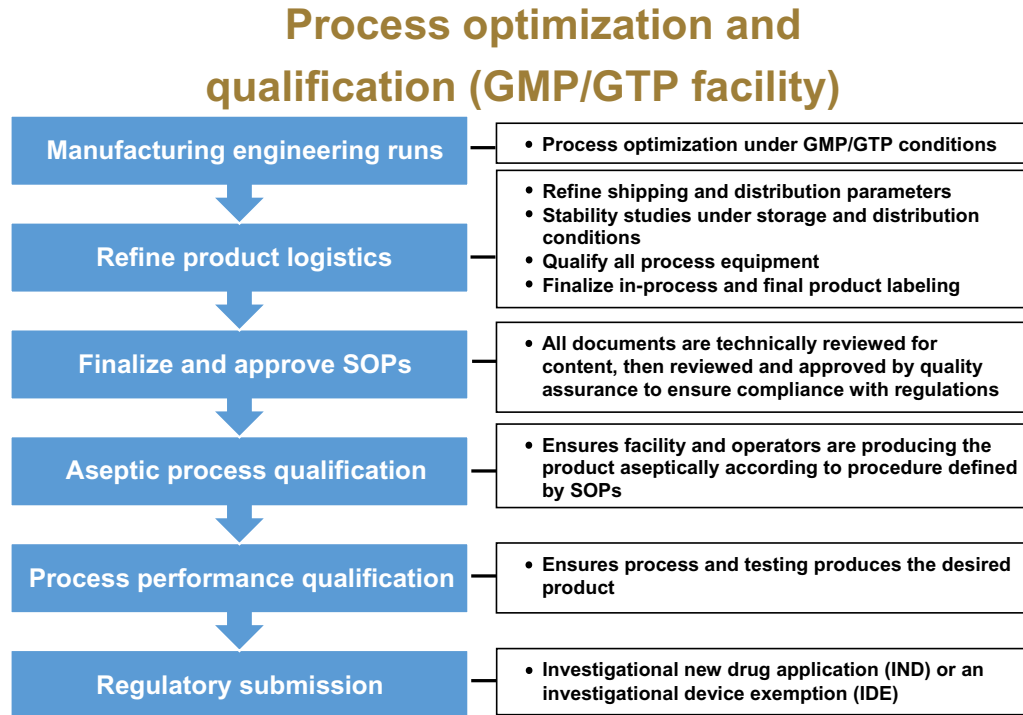 Process optimization and
qualification (GMP/GTP facility)
Manufacturing engineering runs
• Process optimization under GMP/GTP conditions
Refine product logistics
• Refine shipping and distribution parameters
• Stability studies under storage and distribution
conditions
• Qualify all process equipment
• Finalize in-process and final product labeling
Finalize and approve SOPs
• All documents are technically reviewed for
content, then reviewed and approved by quality
assurance to ensure compliance with regulations
Aseptic process qualification
• Ensures facility and operators are producing the
product aseptically according to procedure defined
by SOPs
Process performance qualification
• Ensures process and testing produces the desired
product
Regulatory submission
• Investigational new drug application (IND) or an
investigational device exemption (IDE)